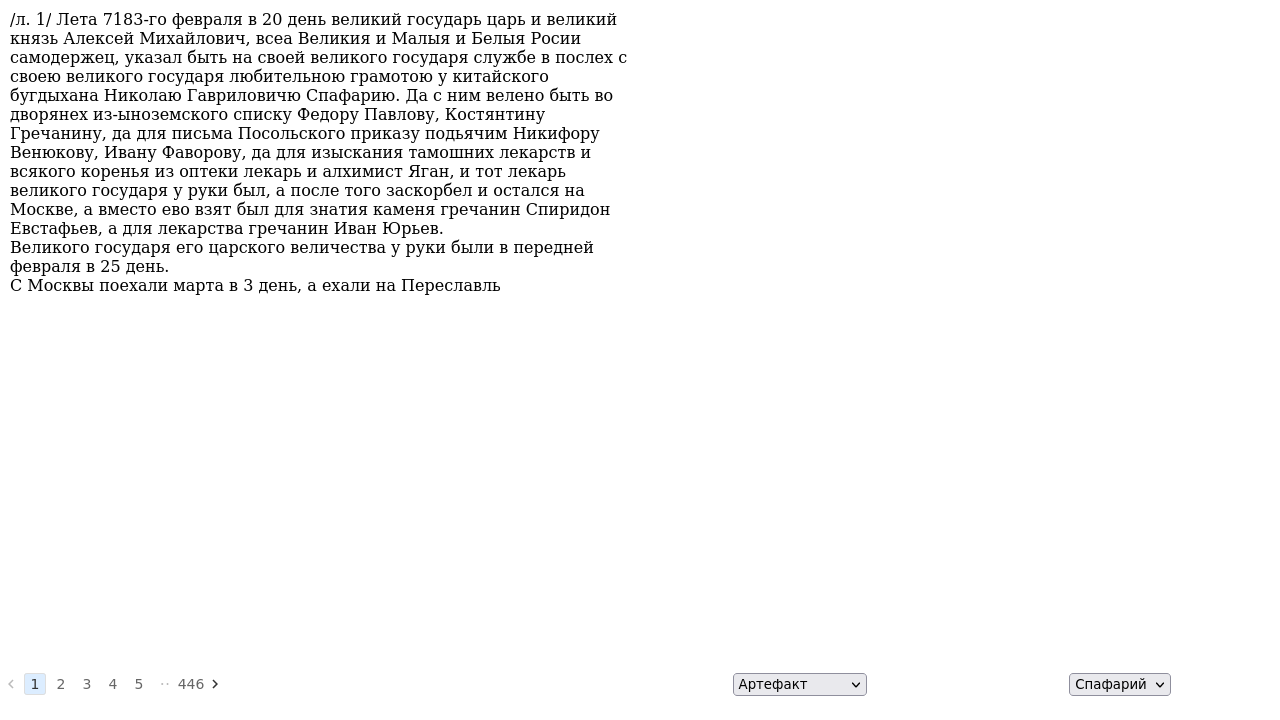 /л. 1/ Лета 7183-го февраля в 20 день великий государь царь и великий
князь Алексей Михайлович, всеа Великия и Малыя и Белыя Росии
самодержец, указал быть на своей великого государя службе в послех с
своею великого государя любительною грамотою у китайского
бугдыхана Николаю Гавриловичю Спафарию. Да с ним велено быть во
дворянех из-ыноземского списку Федору Павлову, Костянтину
Гречанину, да для письма Посольского приказу подьячим Никифору
Венюкову, Ивану Фаворову, да для изыскания тамошних лекарств и
всякого коренья из оптеки лекарь и алхимист Яган, и тот лекарь
великого государя у руки был, а после того заскорбел и остался на
Москве, а вместо ево взят был для знатия каменя гречанин Спиридон
Евстафьев, а для лекарства гречанин Иван Юрьев.
Великого государя его царского величества у руки были в передней
февраля в 25 день.
С Москвы поехали марта в 3 день, а ехали на Переславль
1 2 3 4 5 ·· 446 Артефакт Спафарий